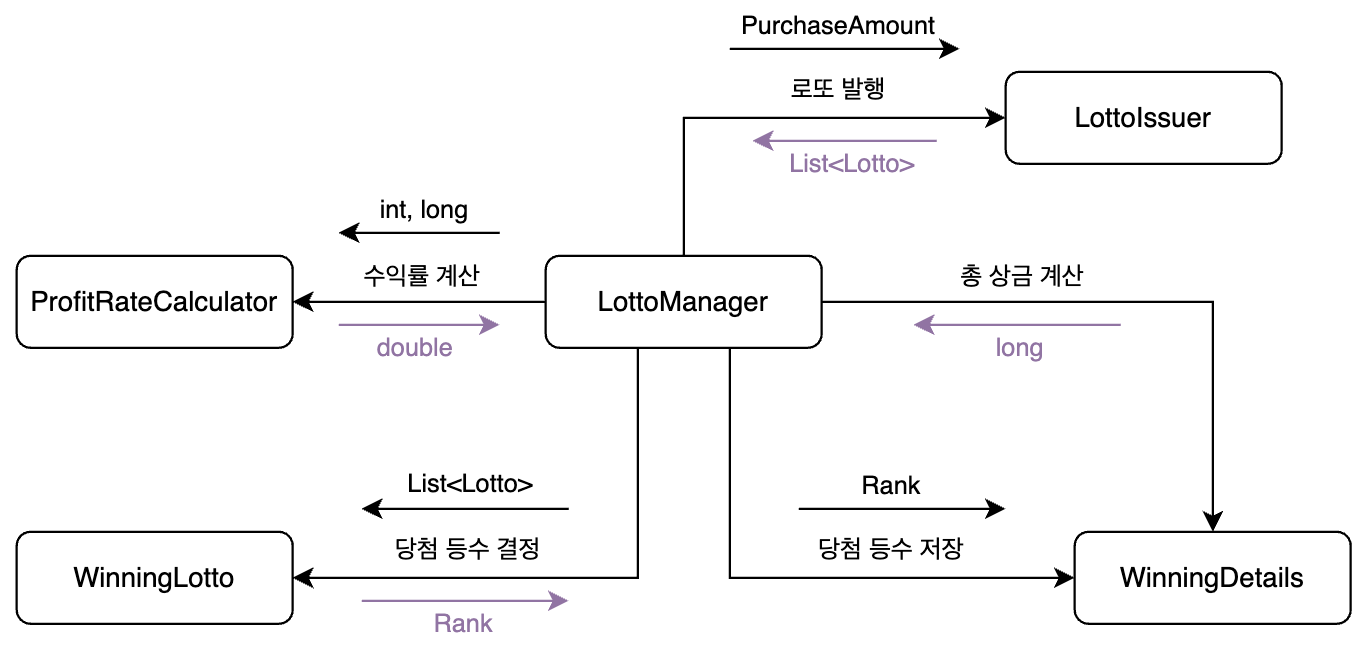 PurchaseAmount
로또 발행
LottoIssuer
List<Lotto>
int, long
수익률 계산
총 상금 계산
ProfitRateCalculator
LottoManager
double
long
List<Lotto>
Rank
당첨 등수 결정
당첨 등수 저장
WinningLotto
WinningDetails
Rank